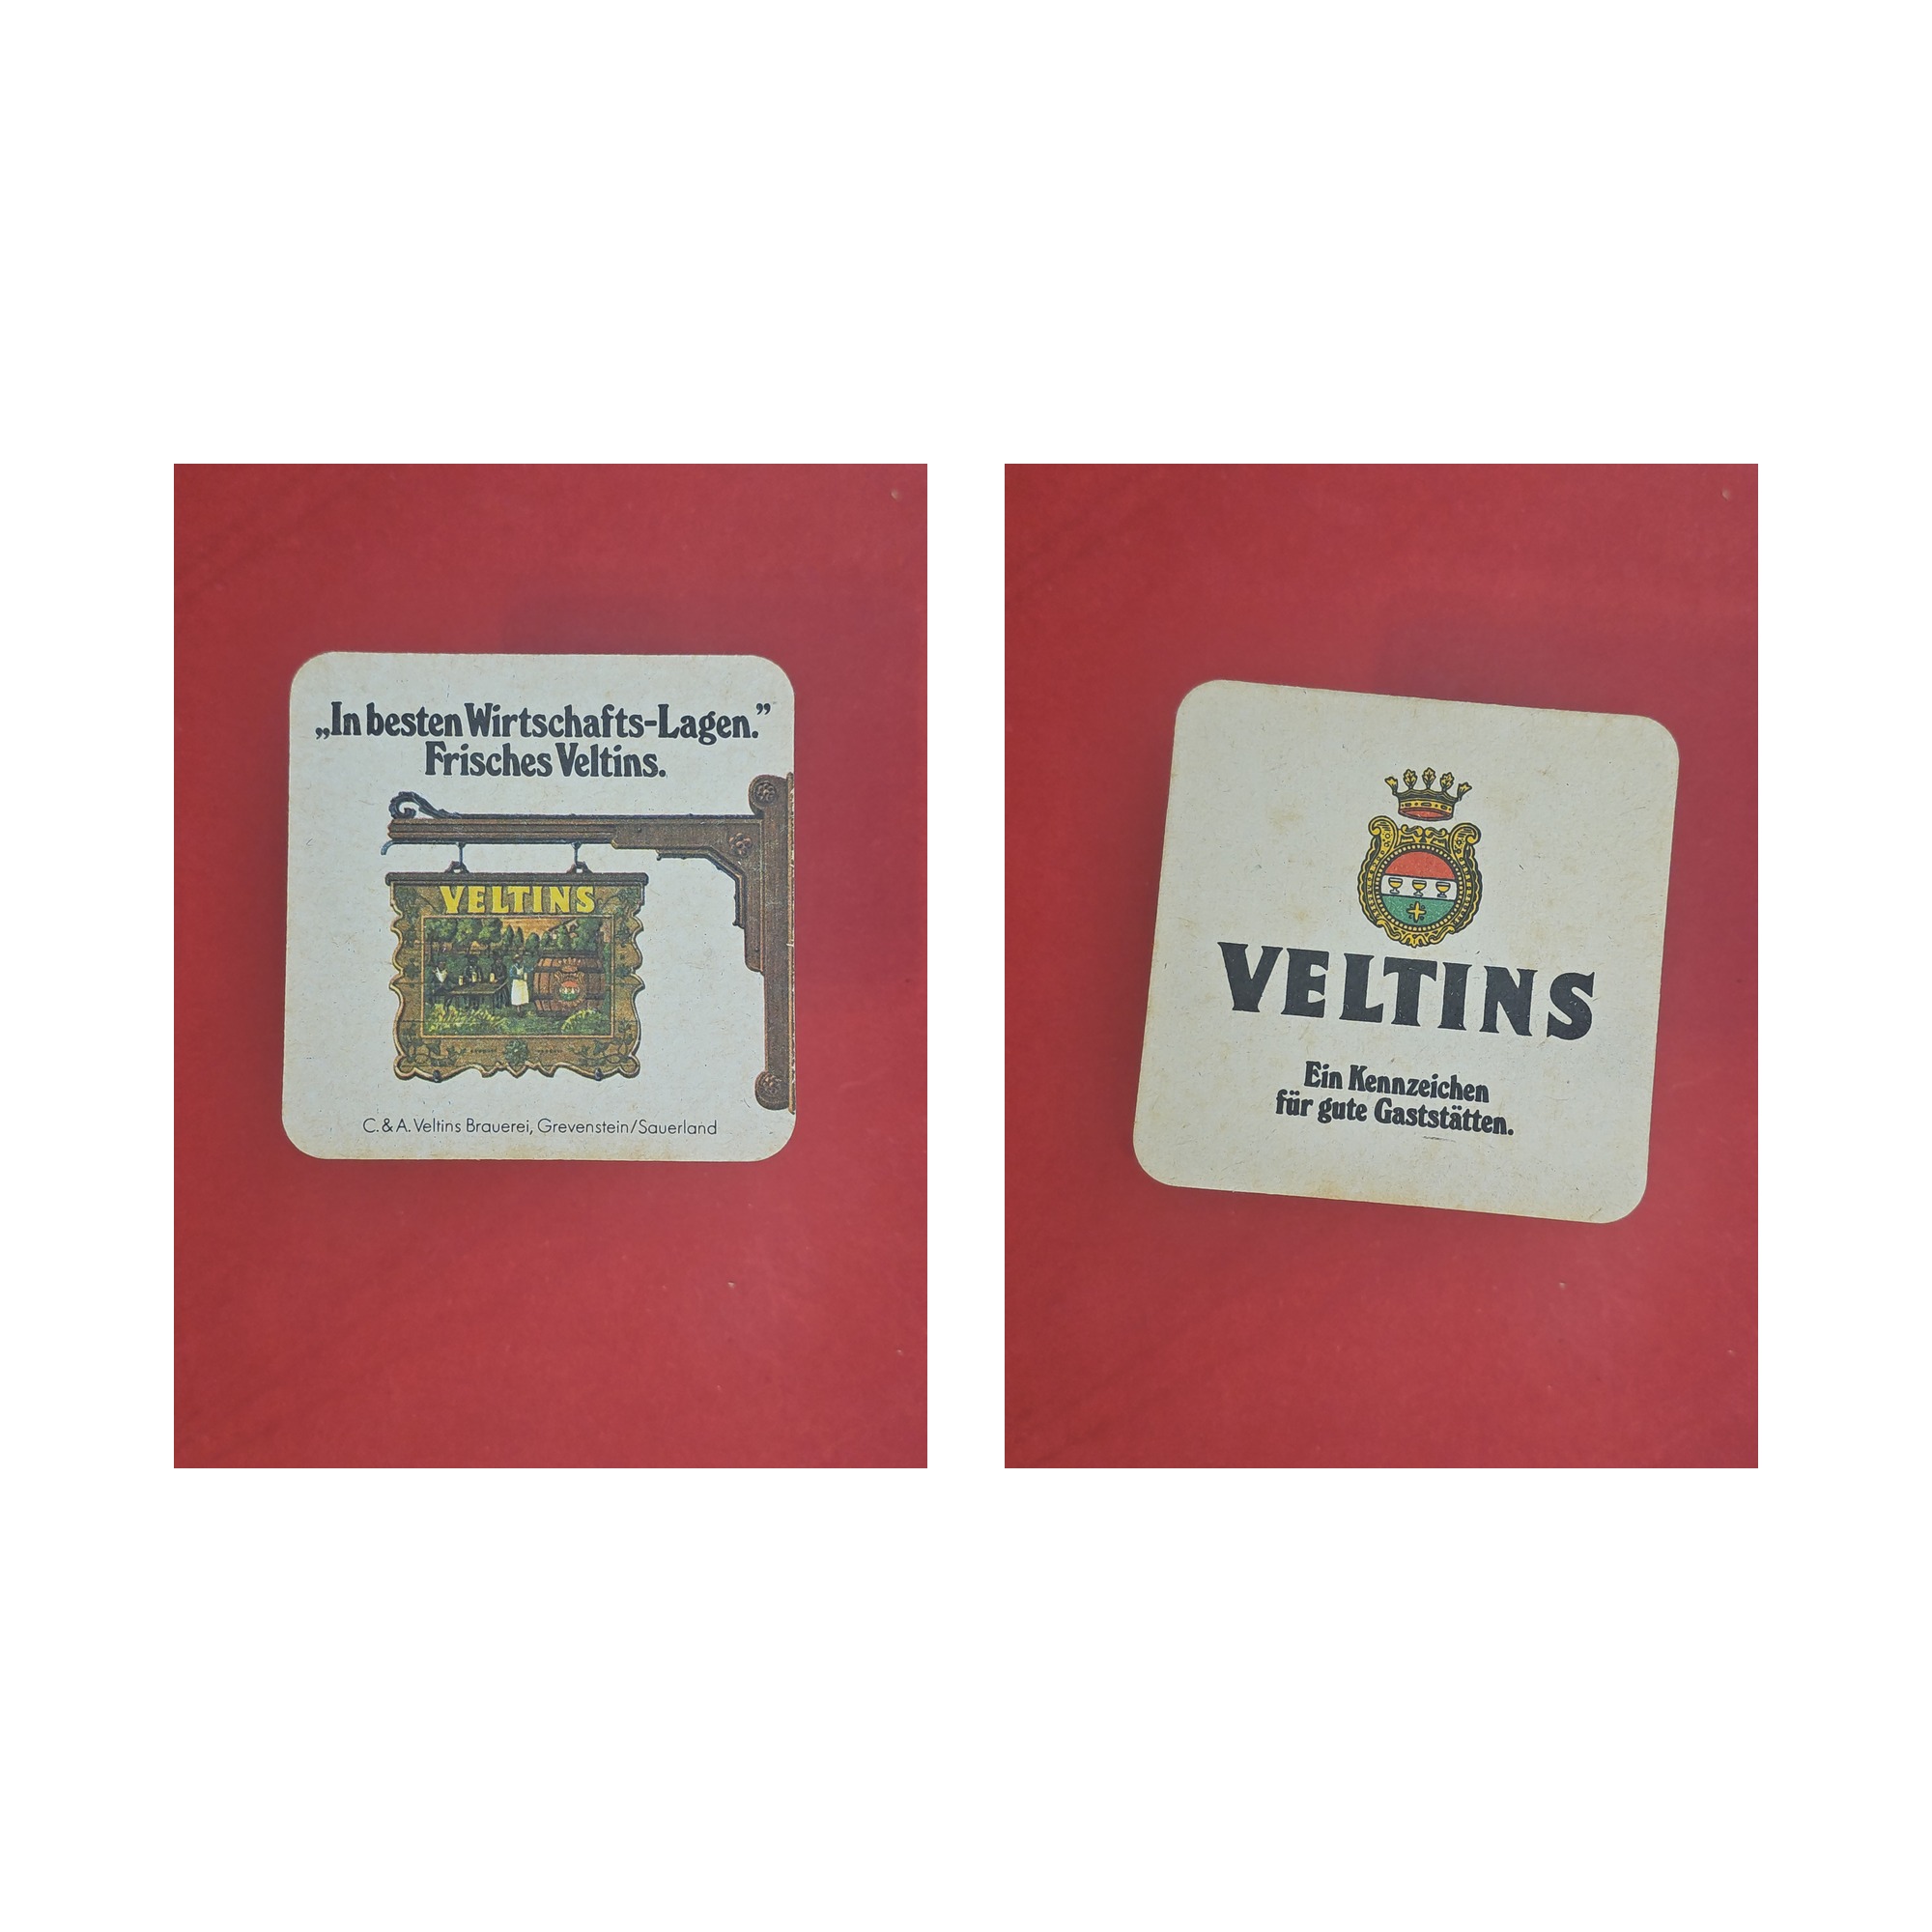 „In besten Wirtschafts-Lagen.”
Frisches Veltins.
VELTINS
C. & A. Veltins Brauerei, Grevenstein/Sauerland
VELTINS
Ein Kennzeichen
für gute Gaststätten.